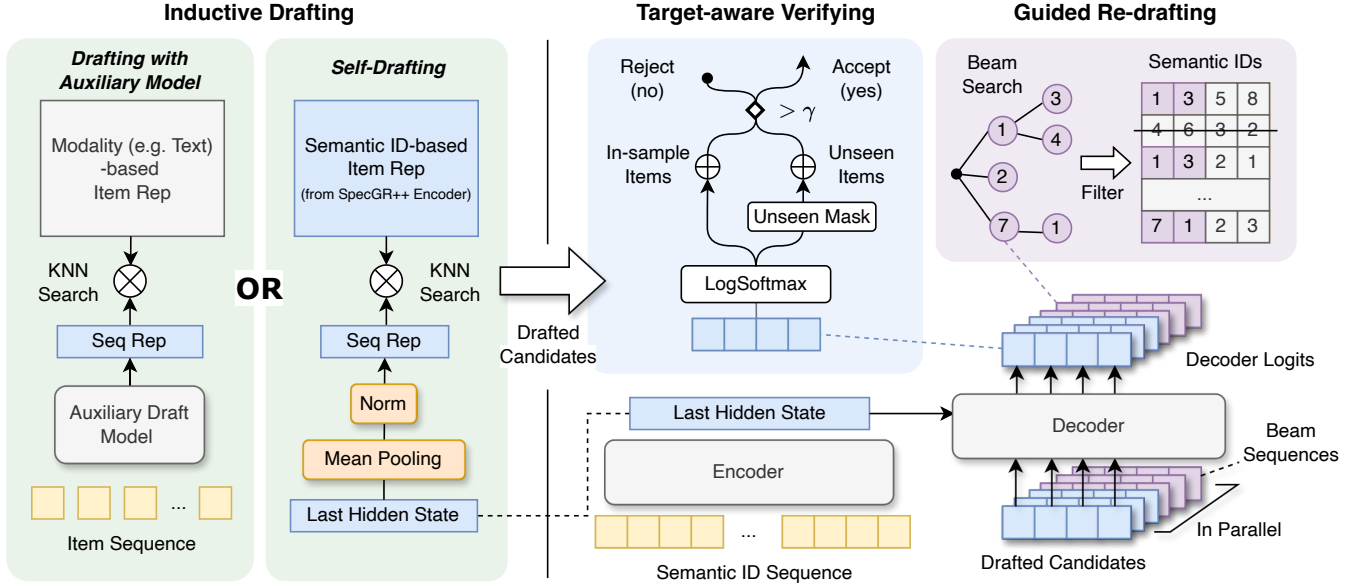 Inductive Drafting
Drafting with
Auxiliary Model
Modality (e.g. Text)
-based
Item Rep
KNN
Search
Seq Rep
Auxiliary Draft
Model
...
Item Sequence
OR
Self-Drafting
Semantic ID-based
Item Rep
(from SpecGR++ Encoder)
KNN
Search
Seq Rep
Norm
Mean Pooling
Last Hidden State
Drafted
Candidates
Target-aware Verifying
Reject
(no)
Accept
(yes)
> γ
In-sample
Items
Unseen
Items
Unseen Mask
LogSoftmax
Last Hidden State
Encoder
...
Semantic ID Sequence
Guided Re-drafting
Beam
Search
3
1
4
2
7
1
Filter
Semantic IDs
1 3 5 8
4 6 3 2
1 3 2 1
...
7 1 2 3
Decoder Logits
Decoder
Beam
Sequences
In Parallel
Drafted Candidates